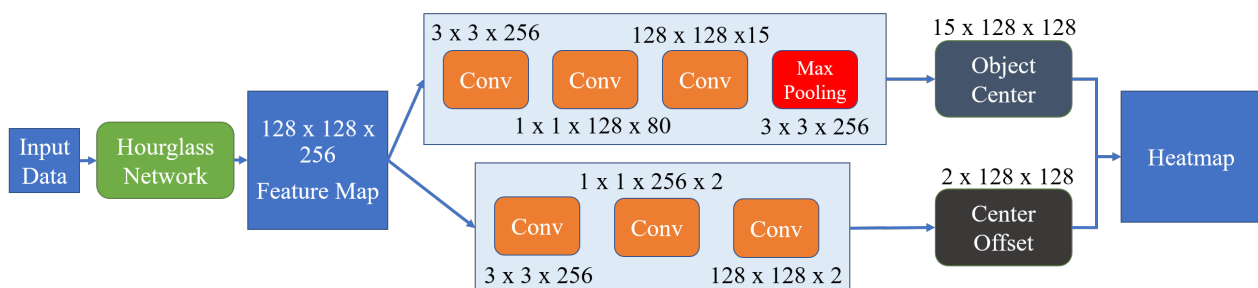 Input
Data
Hourglass
Network
128 x 128 x
256
Feature Map
3 x 3 x 256
128 x 128 x15
Conv
Conv
Conv
Max
Pooling
1 x 1 x 128 x 80
3 x 3 x 256
1 x 1 x 256 x 2
Conv
Conv
Conv
3 x 3 x 256
128 x 128 x 2
15 x 128 x 128
Object
Center
2 x 128 x 128
Center
Offset
Heatmap